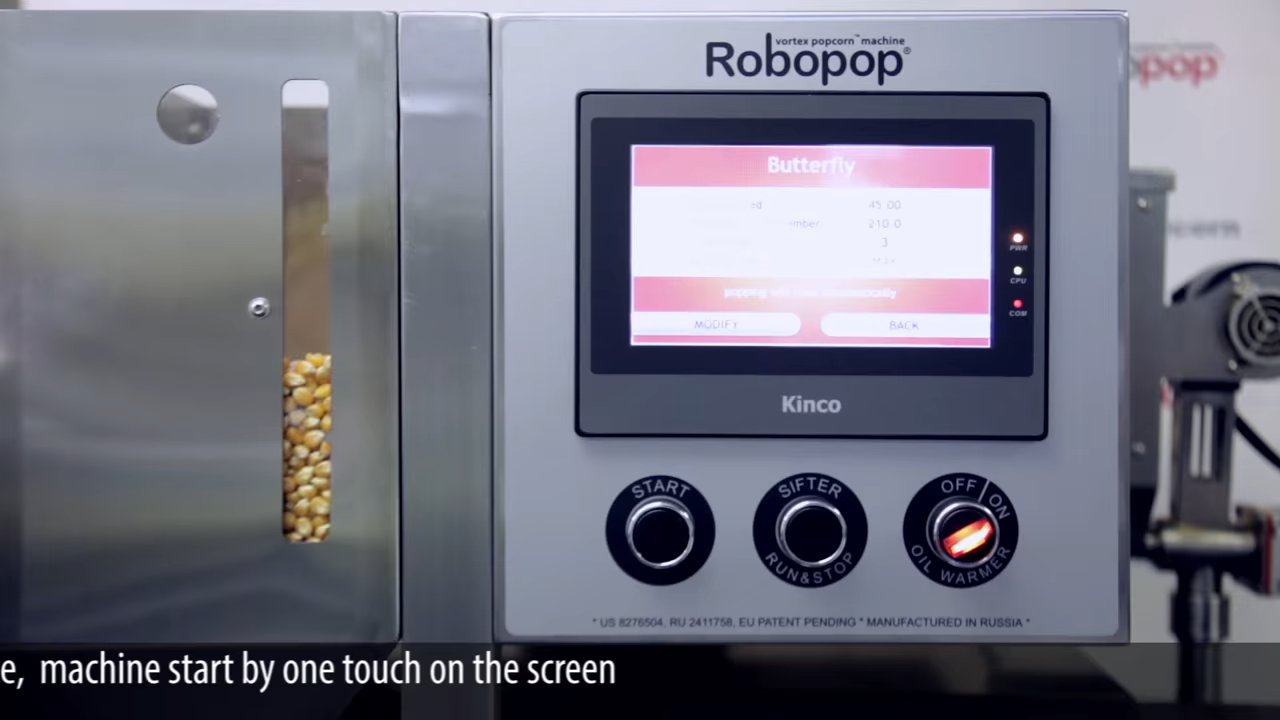 vortex popcorn™ machine
Robopop®
opop
Butterfly
45.00
mber 210.0
3
MODIFY BACK
PWR
CPU
COM
Kinco
START
SIFTER
RUN&STOP
OFF ON
OIL WARMER
* US 8276504, RU 2411758, EU PATENT PENDING * MANUFACTURED IN RUSSIA *
e, machine start by one touch on the screen